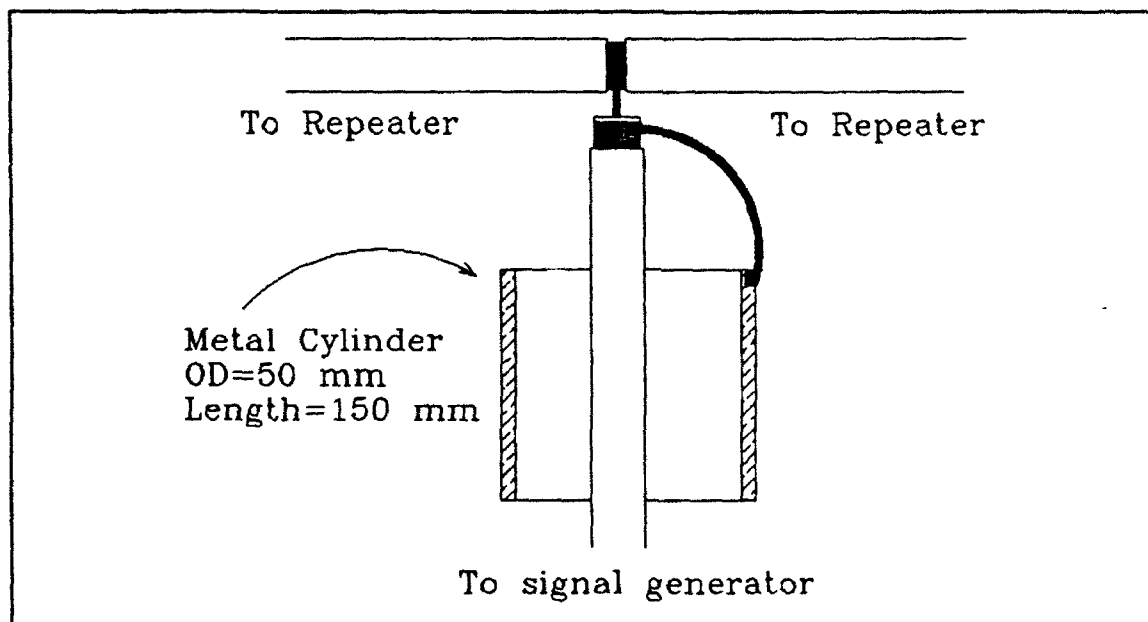 To Repeater
To Repeater
Metal Cylinder
OD=50 mm
Length=150 mm
To signal generator